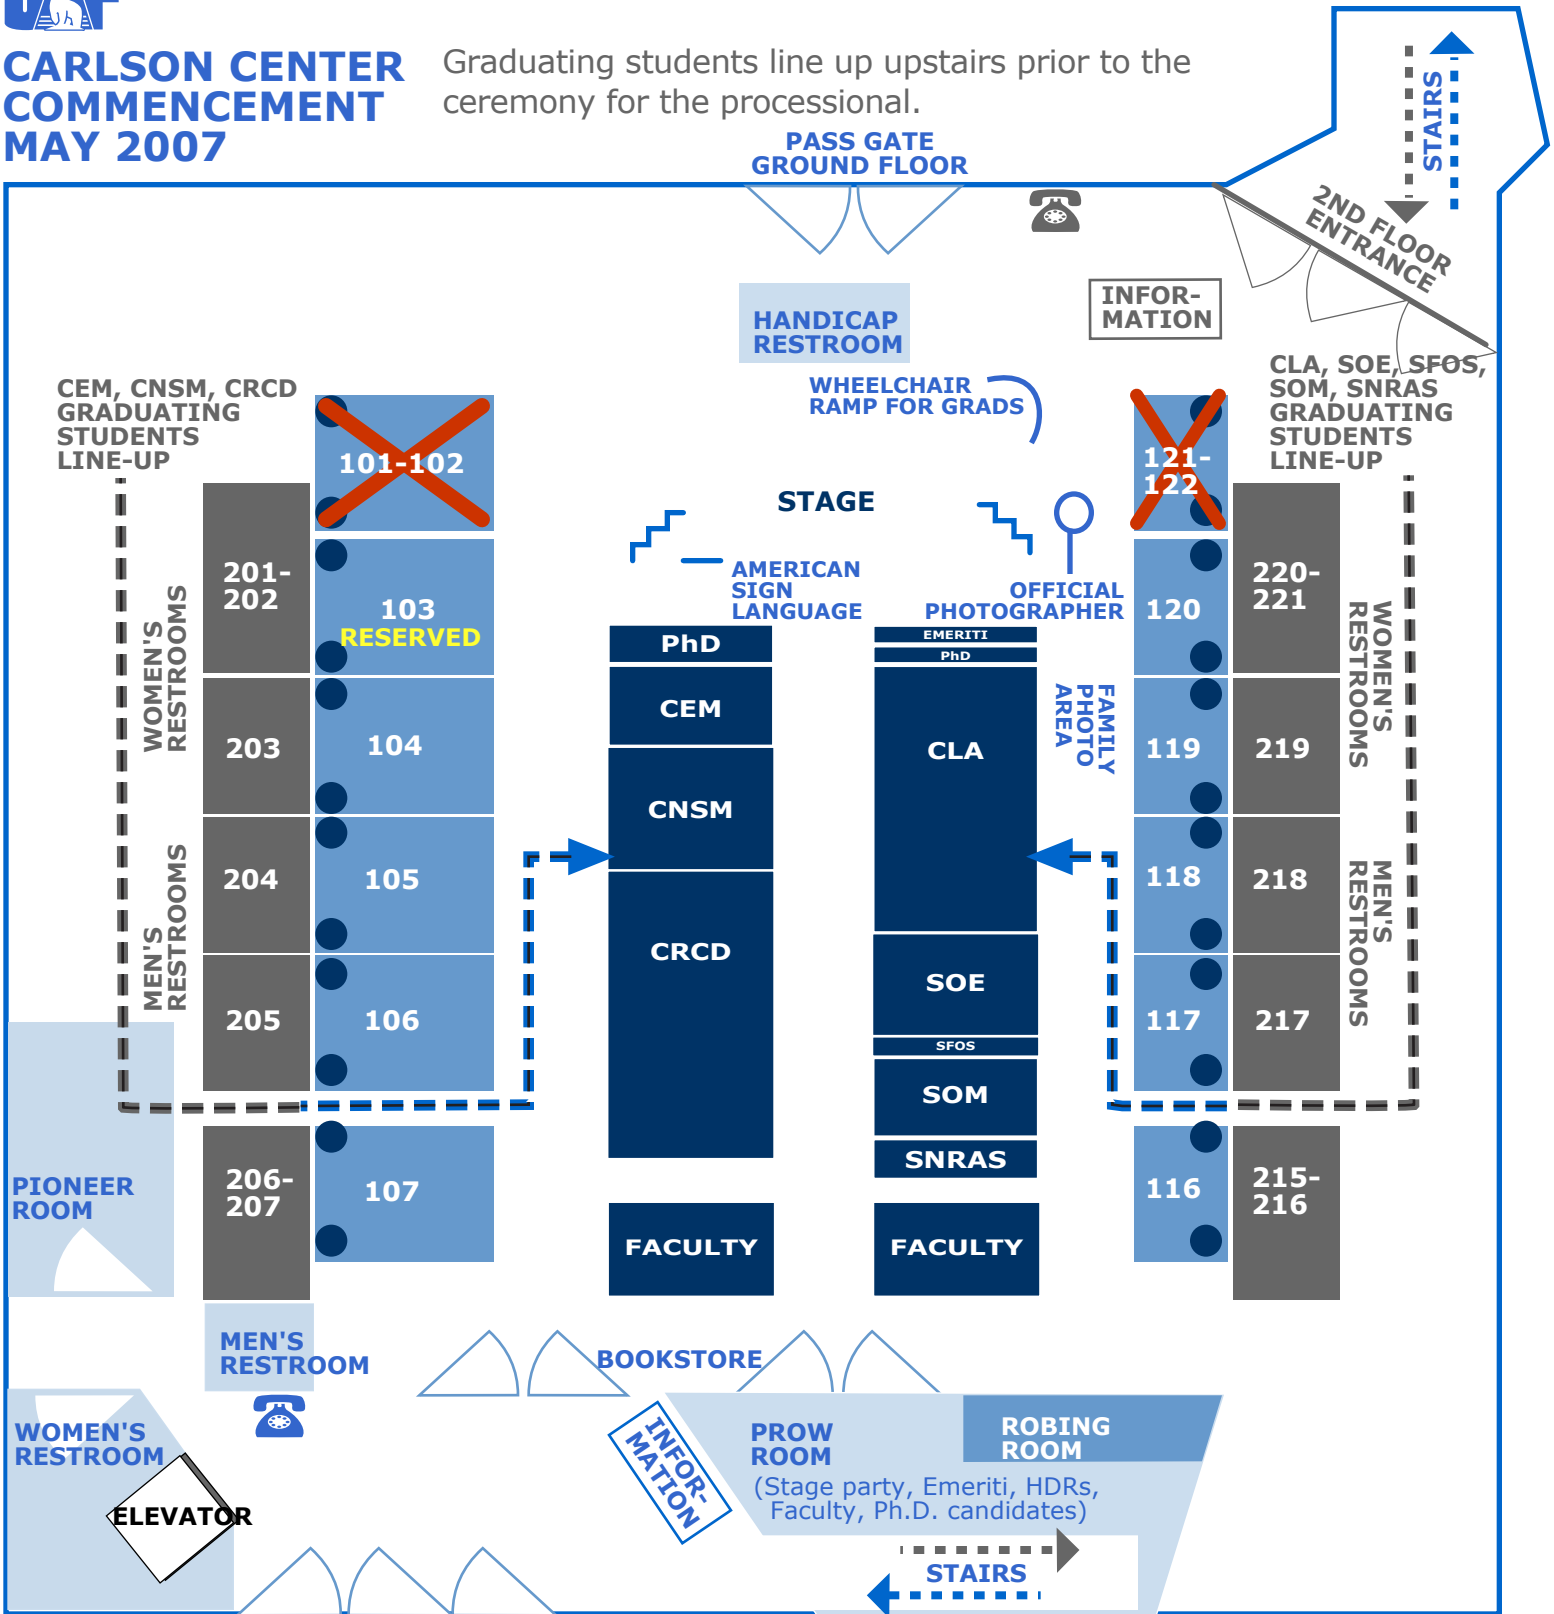 CARLSON CENTER
COMMENCEMENT
MAY 2007
Graduating students line up upstairs prior to the
ceremony for the processional.
PASS GATE
GROUND FLOOR
STAIRS
2ND FLOOR
ENTRANCE
HANDICAP
RESTROOM
INFOR-
MATION
WHEELCHAIR
RAMP FOR GRADS
CEM, CNSM, CRCD
GRADUATING
STUDENTS
LINE-UP
CLA, SOE, SFOS,
SOM, SNRAS
GRADUATING
STUDENTS
LINE-UP
101-102
121-
122
STAGE
AMERICAN
SIGN
LANGUAGE
OFFICIAL
PHOTOGRAPHER
201-
202
103
RESERVED
120
220-
221
WOMEN'S
RESTROOMS
WOMEN'S
RESTROOMS
PhD
CEM
CNSM
CRCD
FACULTY
EMERITI
PhD
CLA
SOE
SFOS
SOM
SNRAS
FACULTY
FAMILY
PHOTO
AREA
203
104
119
219
204
105
118
218
MEN'S
RESTROOMS
MEN'S
RESTROOMS
205
106
117
217
206-
207
107
116
215-
216
PIONEER
ROOM
MEN'S
RESTROOM
BOOKSTORE
WOMEN'S
RESTROOM
ELEVATOR
INFOR-
MATION
PROW
ROOM
ROBING
ROOM
(Stage party, Emeriti, HDRs,
Faculty, Ph.D. candidates)
STAIRS